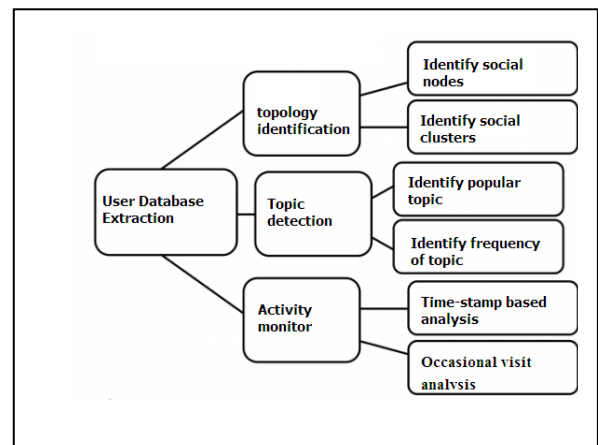 Identify social
nodes
topology
identification
Identify social
clusters
User Database
Extraction
Topic
detection
Identify popular
topic
Identify frequency
of topic
Activity
monitor
Time-stamp based
analysis
Occasional visit
analysis